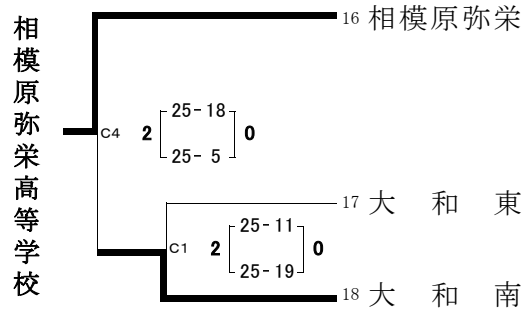 相模原弥栄高等学校
16 相模原弥栄
C4 2 25-18 0
25- 5
17 大和東
C1 2 25-11 0
25-19
18 大和南